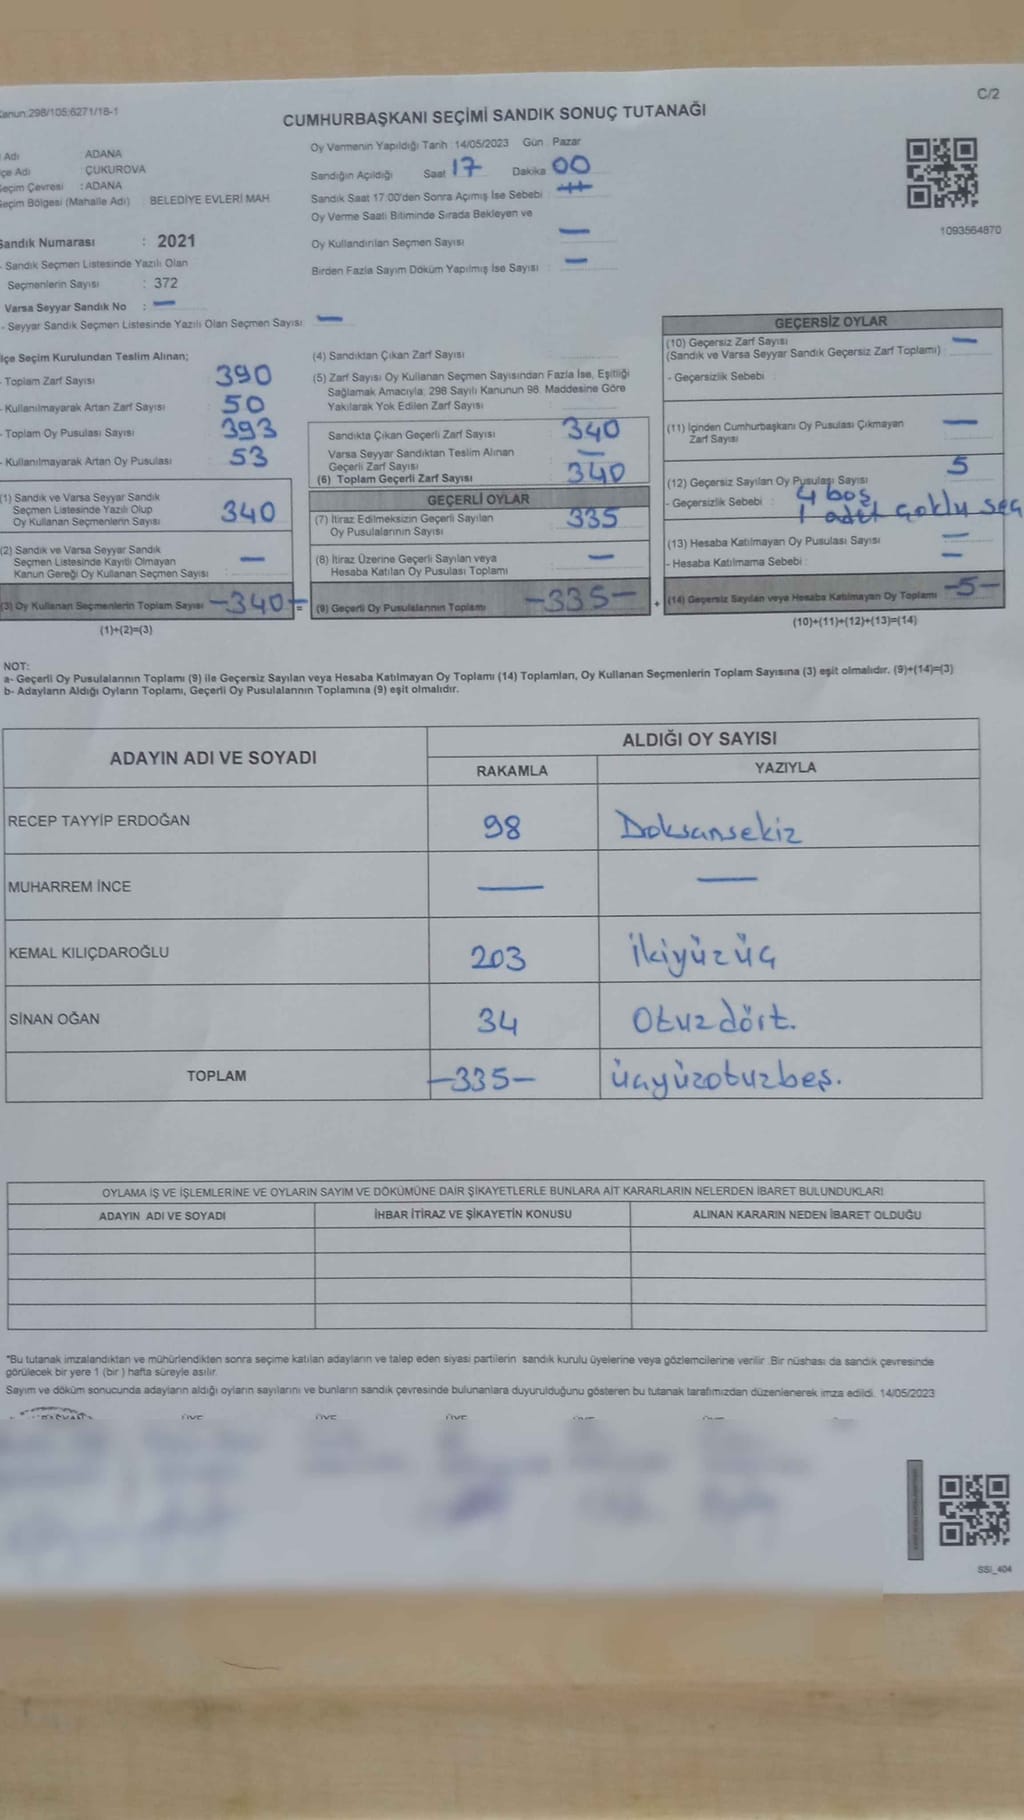 Kanun:298/105;6271/18-1
C/2
CUMHURBAŞKANI SEÇİMİ SANDIK SONUÇ TUTANAĞI
Adı ADANA
çe Adı ÇUKUROVA
Seçim Çevresi : ADANA
Seçim Bölgesi (Mahalle Adı) BELEDİYE EVLERİ MAH
Oy Vermenin Yapıldığı Tarih : 14/05/2023 Gün : Pazar
Sandığın Açıldığı Saat 17 Dakika 00
Sandık Saat 17:00'den Sonra Açımış İse Sebebi
Oy Verme Saati Bitiminde Sırada Bekleyen ve
Oy Kullandırılan Seçmen Sayısı —
Birden Fazla Sayım Döküm Yapılmış İse Sayısı : —
1093564870
Sandık Numarası : 2021
- Sandık Seçmen Listesinde Yazılı Olan
Seçmenlerin Sayısı : 372
Varsa Seyyar Sandık No : —
- Seyyar Sandık Seçmen Listesinde Yazılı Olan Seçmen Sayısı —
lçe Seçim Kurulundan Teslim Alınan;
- Toplam Zarf Sayısı 390
- Kullanılmayarak Artan Zarf Sayısı 50
- Toplam Oy Pusulası Sayısı 393
- Kullanılmayarak Artan Oy Pusulası 53
(1) Sandık ve Varsa Seyyar Sandık
Seçmen Listesinde Yazılı Olup
Oy Kullanan Seçmenlerin Sayısı 340
(2) Sandık ve Varsa Seyyar Sandık
Seçmen Listesinde Kayıtlı Olmayan
Kanun Gereği Oy Kullanan Seçmen Sayısı —
(3) Oy Kullanan Seçmenlerin Toplam Sayısı -340- =
(1)+(2)=(3)
(4) Sandıktan Çıkan Zarf Sayısı
(5) Zarf Sayısı Oy Kullanan Seçmen Sayısından Fazla İse, Eşitliği
Sağlamak Amacıyla; 298 Sayılı Kanunun 98. Maddesine Göre
Yakılarak Yok Edilen Zarf Sayısı
Sandıkta Çıkan Geçerli Zarf Sayısı 340
Varsa Seyyar Sandıktan Teslim Alınan
Geçerli Zarf Sayısı —
(6) Toplam Geçerli Zarf Sayısı 340
GEÇERLİ OYLAR
(7) İtiraz Edilmeksizin Geçerli Sayılan
Oy Pusulalarının Sayısı 335
(8) İtiraz Üzerine Geçerli Sayılan veya
Hesaba Katılan Oy Pusulası Toplamı —
(9) Geçerli Oy Pusulalarının Toplamı -335- +
GEÇERSİZ OYLAR
(10) Geçersiz Zarf Sayısı —
(Sandık ve Varsa Seyyar Sandık Geçersiz Zarf Toplamı)
- Geçersizlik Sebebi
(11) İçinden Cumhurbaşkanı Oy Pusulası Çıkmayan
Zarf Sayısı —
(12) Geçersiz Sayılan Oy Pusulası Sayısı 5
- Geçersizlik Sebebi : 4 boş
1 adet çoklu seç
(13) Hesaba Katılmayan Oy Pusulası Sayısı —
- Hesaba Katılmama Sebebi : —
(14) Geçersiz Sayılan veya Hesaba Katılmayan Oy Toplamı -5-
(10)+(11)+(12)+(13)=(14)
NOT:
a- Geçerli Oy Pusulalarının Toplamı (9) ile Geçersiz Sayılan veya Hesaba Katılmayan Oy Toplamı (14) Toplamları, Oy Kullanan Seçmenlerin Toplam Sayısına (3) eşit olmalıdır. (9)+(14)=(3)
b- Adayların Aldığı Oyların Toplamı, Geçerli Oy Pusulalarının Toplamına (9) eşit olmalıdır.
ADAYIN ADI VE SOYADI ALDIĞI OY SAYISI
RAKAMLA YAZIYLA
RECEP TAYYİP ERDOĞAN 98 Doksansekiz
MUHARREM İNCE — —
KEMAL KILIÇDAROĞLU 203 ikiyüzüç
SİNAN OĞAN 34 Otuzdört.
TOPLAM -335- üçyüzotuzbeş.
OYLAMA İŞ VE İŞLEMLERİNE VE OYLARIN SAYIM VE DÖKÜMÜNE DAİR ŞİKAYETLERLE BUNLARA AİT KARARLARIN NELERDEN İBARET BULUNDUKLARI
ADAYIN ADI VE SOYADI İHBAR İTİRAZ VE ŞİKAYETİN KONUSU ALINAN KARARIN NEDEN İBARET OLDUĞU
*Bu tutanak imzalandıktan ve mühürlendikten sonra seçime katılan adayların ve talep eden siyasi partilerin sandık kurulu üyelerine veya gözlemcilerine verilir. Bir nüshası da sandık çevresinde
görülecek bir yere 1 (bir ) hafta süreyle asılır.
Sayım ve döküm sonucunda adayların aldığı oyların sayılarını ve bunların sandık çevresinde bulunanlara duyurulduğunu gösteren bu tutanak tarafımızdan düzenlenerek imza edildi. 14/05/2023
SSI_404